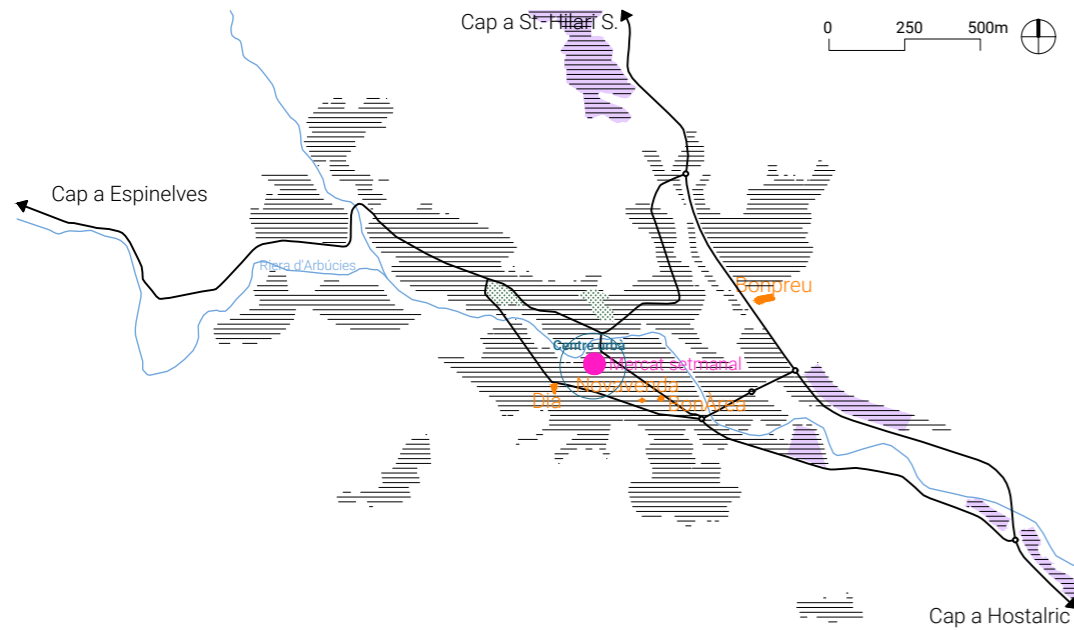 Cap a St. Hilari S.
0 250 500m
Cap a Espinelves
Riera d'Arbúcies
Bonpreu
Centre urbà
Mercat setmanal
Novavenda
Dia
BonÀrea
Cap a Hostalric